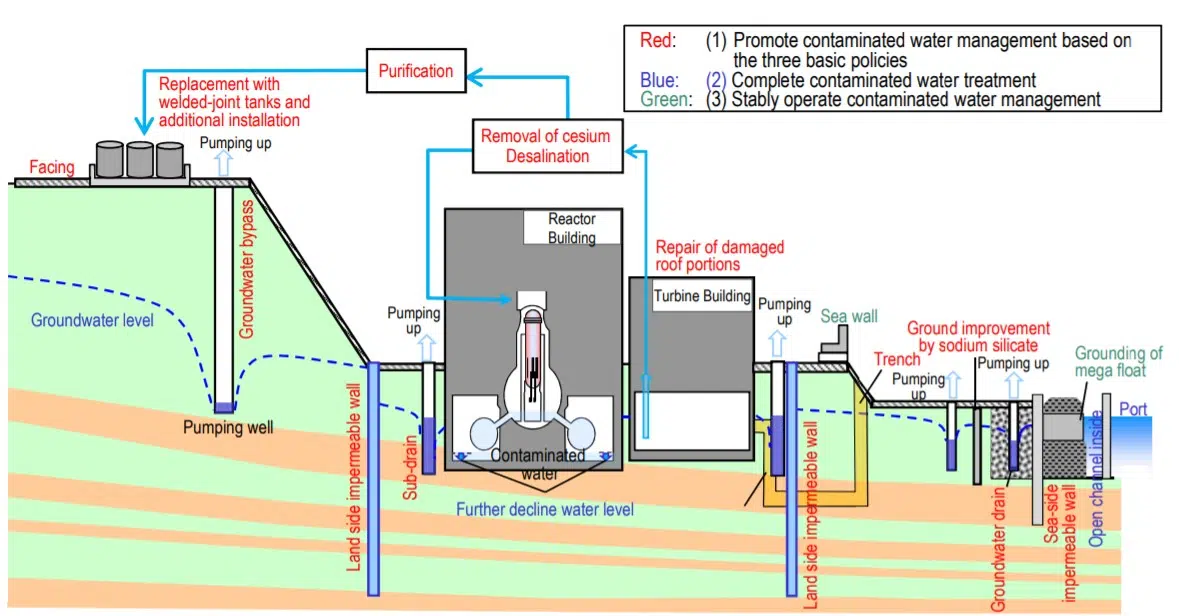 Red: (1) Promote contaminated water management based on
the three basic policies
Blue: (2) Complete contaminated water treatment
Green: (3) Stably operate contaminated water management
Purification
Replacement with
welded-joint tanks and
additional installation
Removal of cesium
Desalination
Pumping up
Facing
Groundwater bypass
Reactor
Building
Repair of damaged
roof portions
Turbine Building
Groundwater level
Pumping
up
Pumping
up
Sea wall
Ground improvement
by sodium silicate
Trench
Pumping up
Pumping
up
Grounding of
mega float
Port
Pumping well
Land side impermeable wall
Sub-drain
Contaminated
water
Further decline water level
Land side impermeable wall
Groundwater drain
Sea-side
impermeable wall
Open channel inside